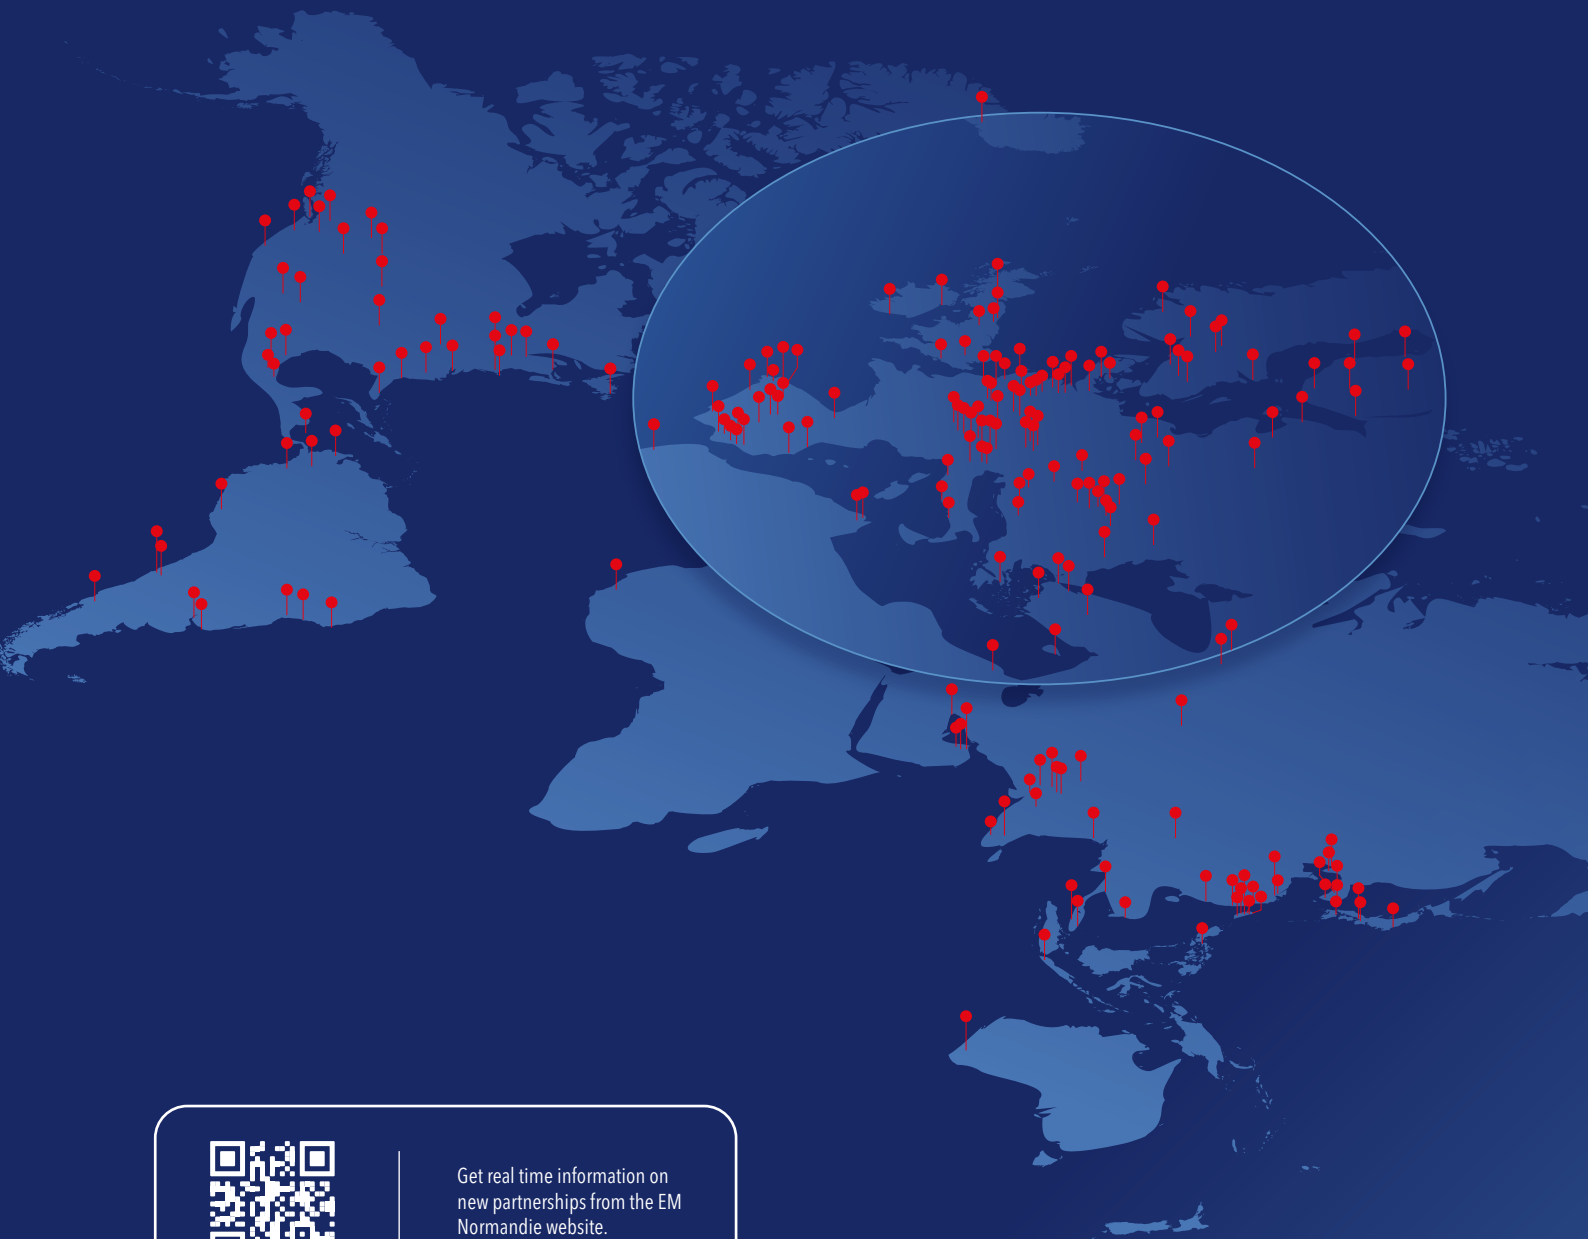 Get real time information on
new partnerships from the EM
Normandie website.